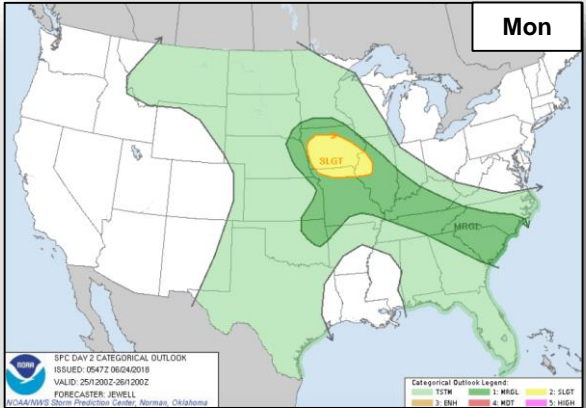 Mon
SLGT
MRGL
NOAA
SPC DAY 2 CATEGORICAL OUTLOOK
ISSUED: 0547Z 06/24/2018
VALID: 25/1200Z-26/1200Z
FORECASTER: JEWELL
NOAA/NWS Storm Prediction Center, Norman, Oklahoma
Categorical Outlook Legend:
TSTM 1: MRGL 2: SLGT
3: ENH 4: MDT 5: HIGH